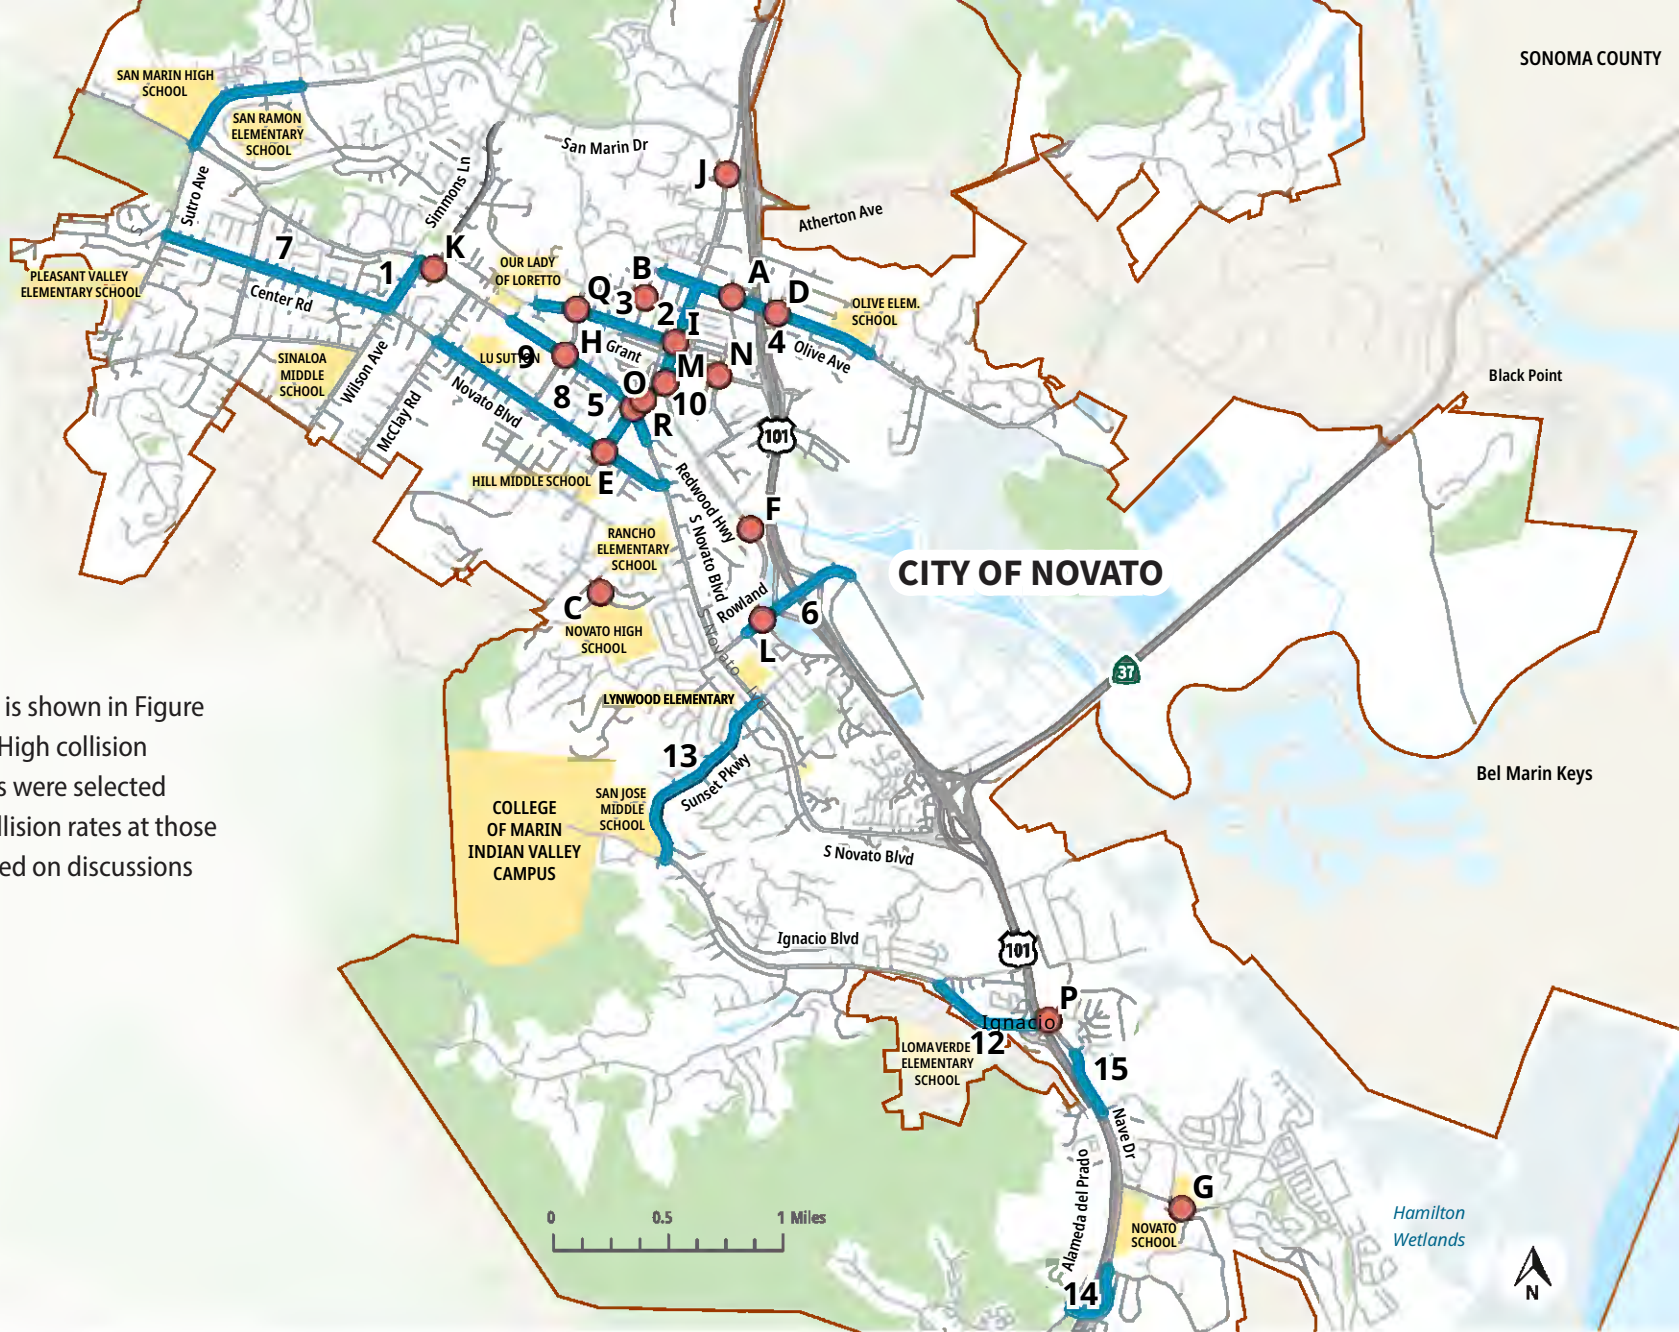 SONOMA COUNTY
SAN MARIN HIGH
SCHOOL
SAN RAMON
ELEMENTARY
SCHOOL
San Marin Dr
Simmons Ln
Sutro Ave
J
Atherton Ave
7
1
K
PLEASANT VALLEY
ELEMENTARY SCHOOL
Center Rd
OUR LADY
OF LORETTO
B
A
Q
3
2
D
I
OLIVE ELEM.
SCHOOL
4
Olive Ave
SINALOA
MIDDLE
SCHOOL
Wilson Ave
LU SUTTON
9
H
Grant
M
N
Black Point
McClay Rd
Novato Blvd
8
5
O
10
R
101
HILL MIDDLE SCHOOL
E
Redwood Hwy
S Novato Blvd
F
RANCHO
ELEMENTARY
SCHOOL
CITY OF NOVATO
C
Rowland
6
NOVATO HIGH
SCHOOL
L
S Novato
37
LYNWOOD ELEMENTARY
is shown in Figure
High collision
s were selected
llision rates at those
ed on discussions
13
Sunset Pkwy
Bel Marin Keys
COLLEGE
OF MARIN
INDIAN VALLEY
CAMPUS
SAN JOSE
MIDDLE
SCHOOL
S Novato Blvd
Ignacio Blvd
101
P
Ignacio
12
LOMA VERDE
ELEMENTARY
SCHOOL
15
Nave Dr
Alameda del Prado
G
NOVATO
SCHOOL
0 0.5 1 Miles
Hamilton
Wetlands
14
N